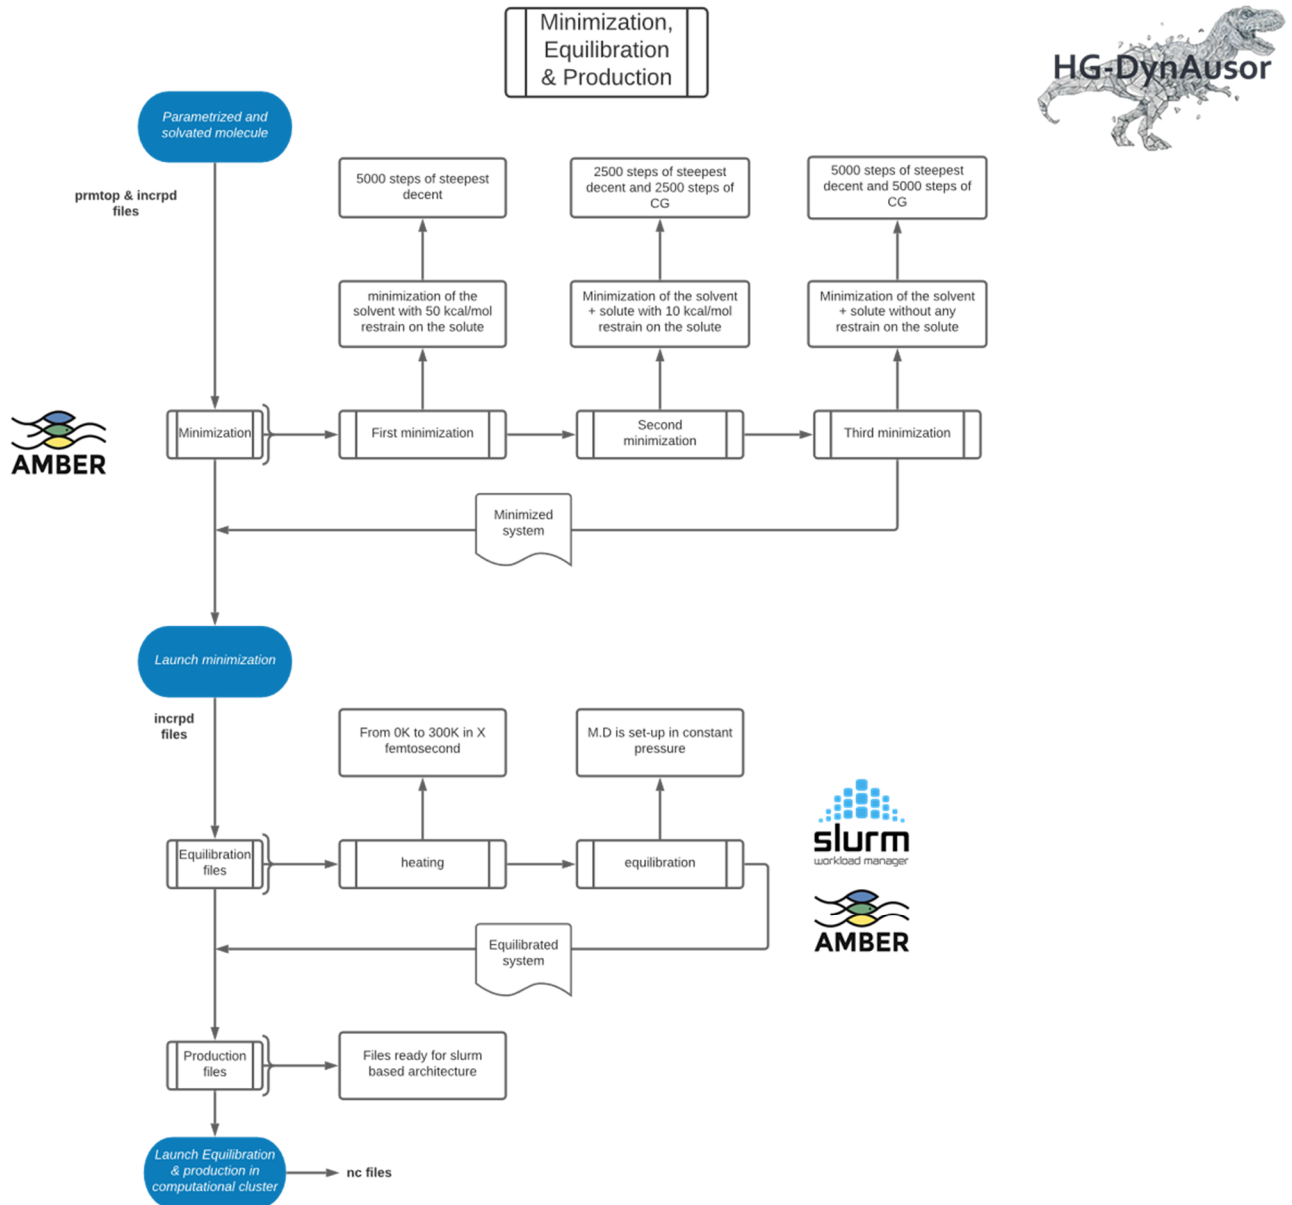 Minimization,
Equilibration
& Production
HG-DynAusor
Parametrized and
solvated molecule
prmtop & incrpd
files
5000 steps of steepest
decent
2500 steps of steepest
decent and 2500 steps of
CG
5000 steps of steepest
decent and 5000 steps of
CG
minimization of the
solvent with 50 kcal/mol
restrain on the solute
Minimization of the solvent
+ solute with 10 kcal/mol
restrain on the solute
Minimization of the solvent
+ solute without any
restrain on the solute
AMBER
Minimization
First minimization
Second
minimization
Third minimization
Minimized
system
Launch minimization
incrpd
files
From 0K to 300K in X
femtosecond
M.D is set-up in constant
pressure
Equilibration
files
heating
equilibration
slurm
workload manager
AMBER
Equilibrated
system
Production
files
Files ready for slurm
based architecture
Launch Equilibration
& production in
computational cluster
nc files